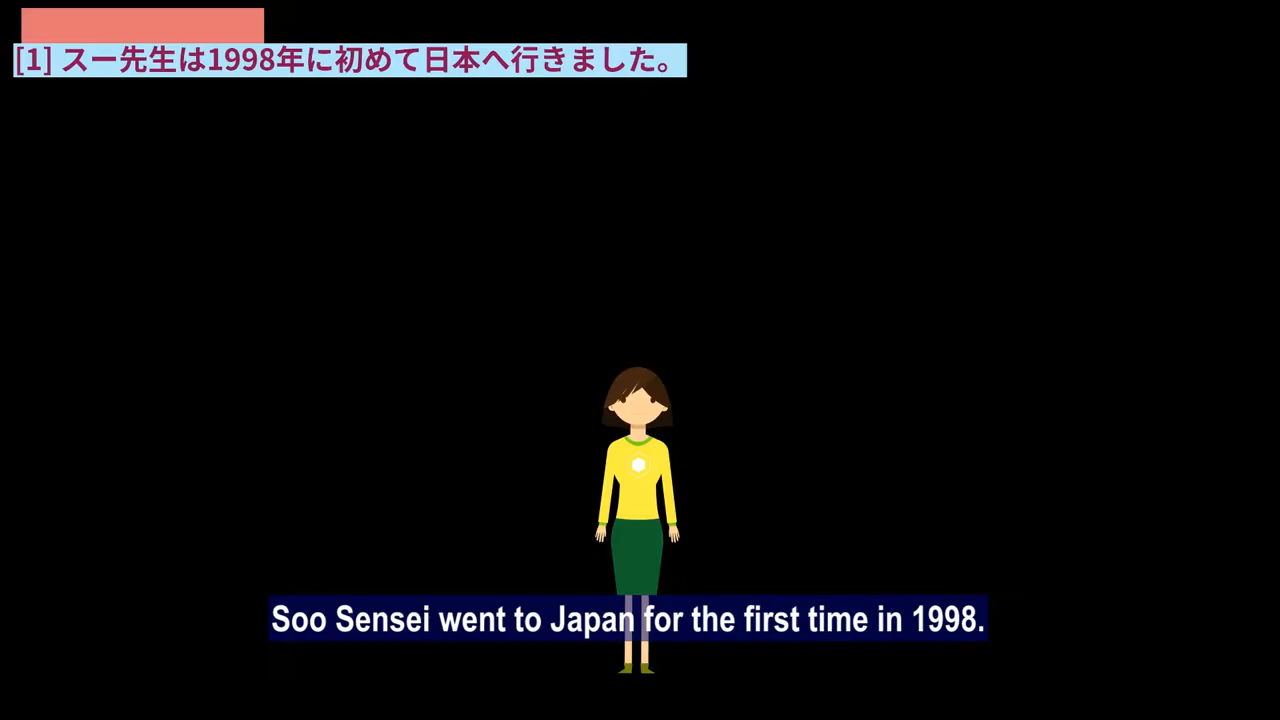 [1] スー先生は1998年に初めて日本へ行きました。
Soo Sensei went to Japan for the first time in 1998.